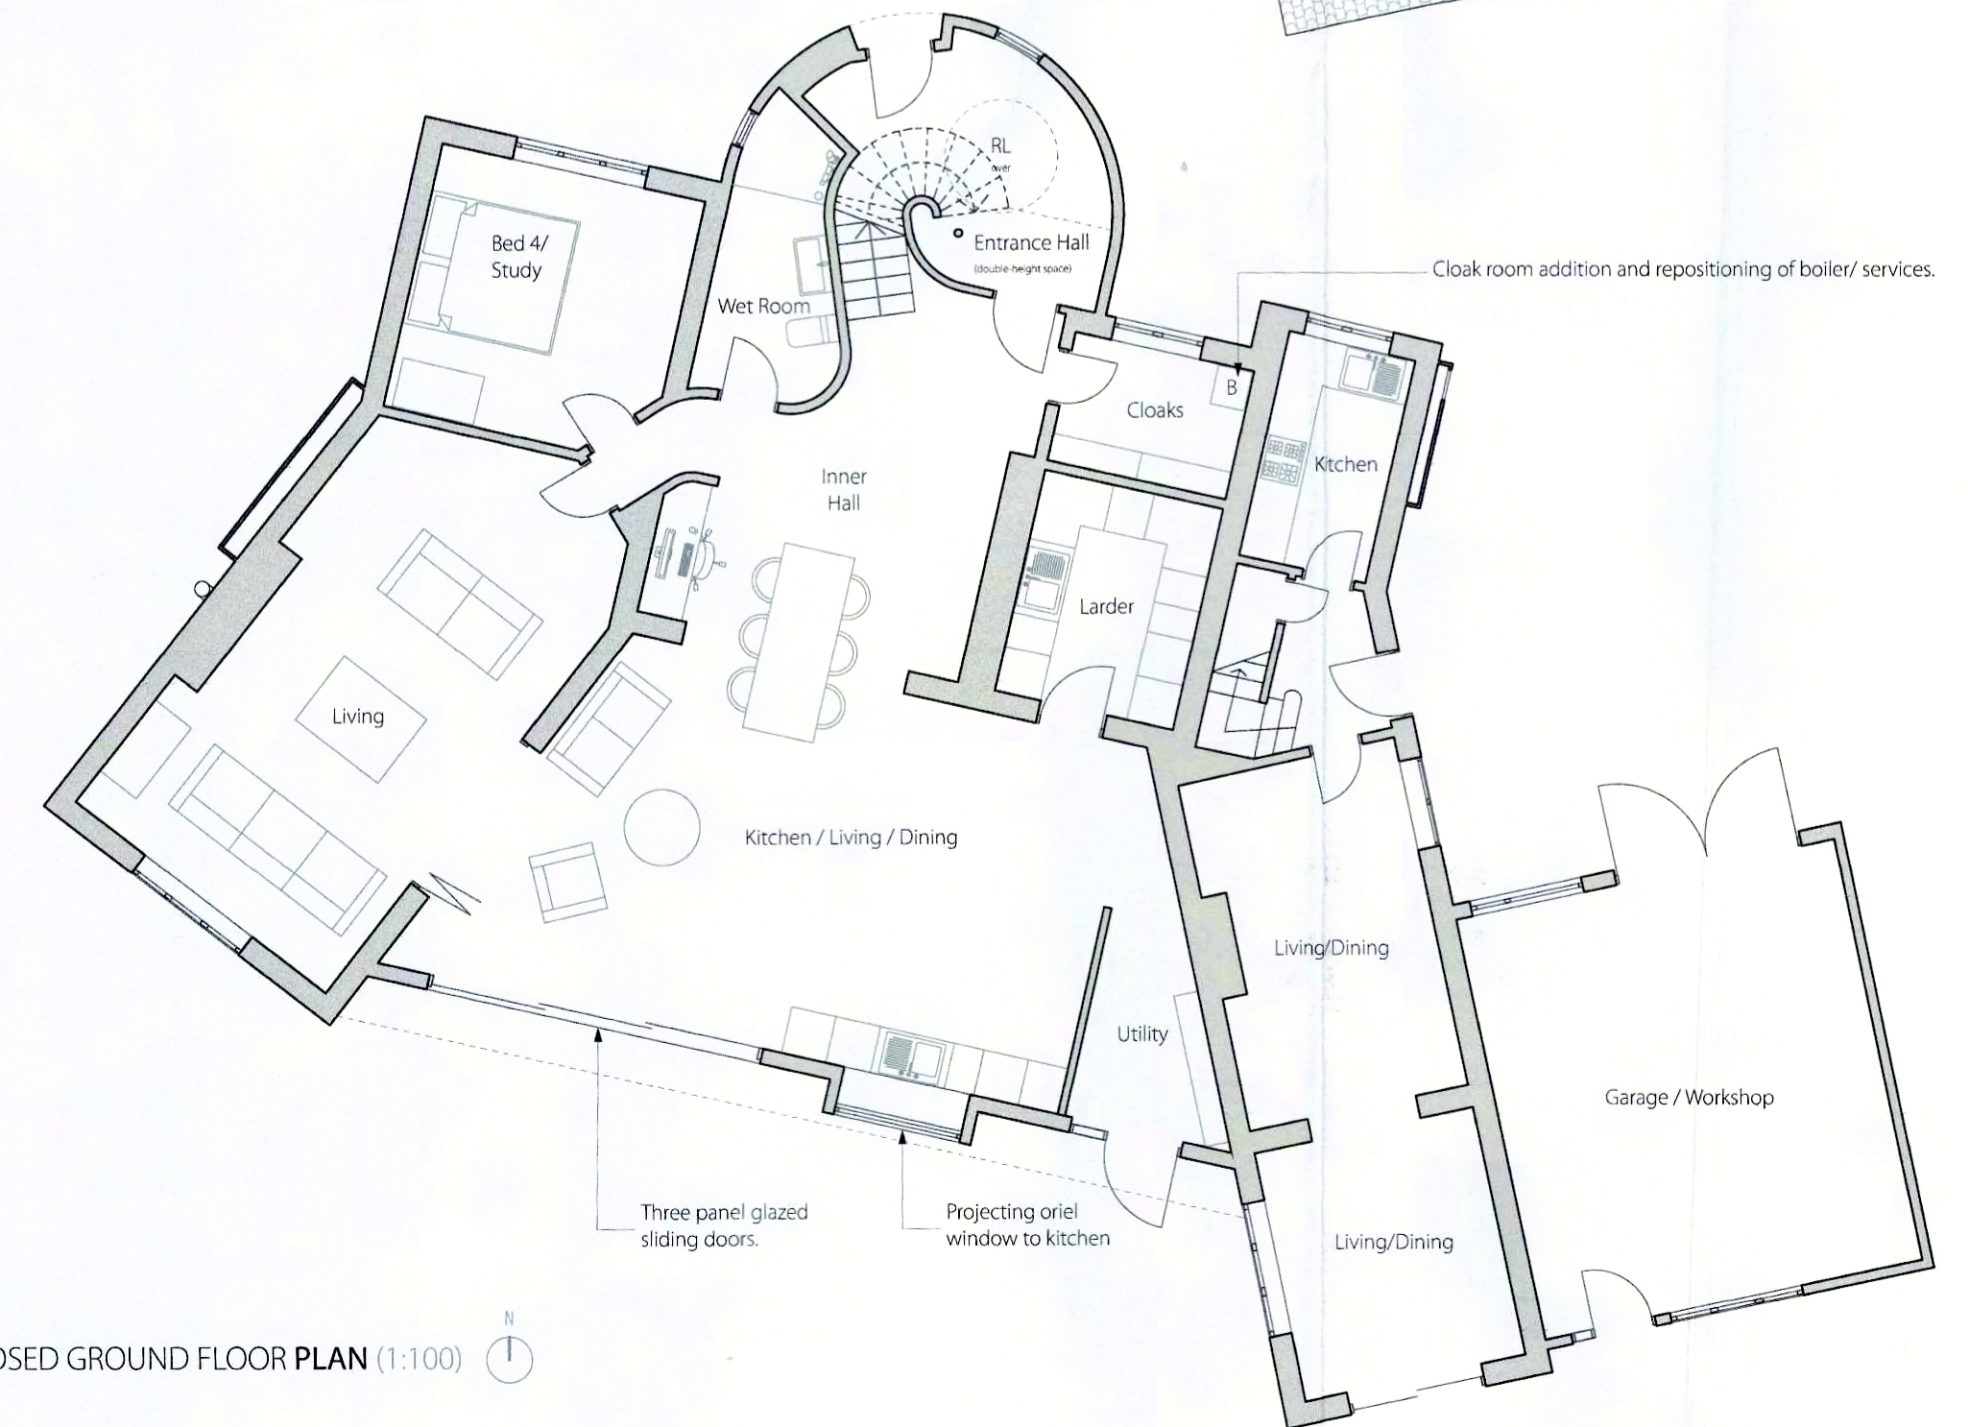 RL
over
Entrance Hall
(double-height space)
Bed 4/
Study
Wet Room
Cloak room addition and repositioning of boiler/ services.
B
Cloaks
Kitchen
Inner
Hall
Larder
Living
Kitchen / Living / Dining
Living/Dining
Utility
Garage / Workshop
Three panel glazed
sliding doors.
Projecting oriel
window to kitchen
Living/Dining
N
OSED GROUND FLOOR PLAN (1:100)